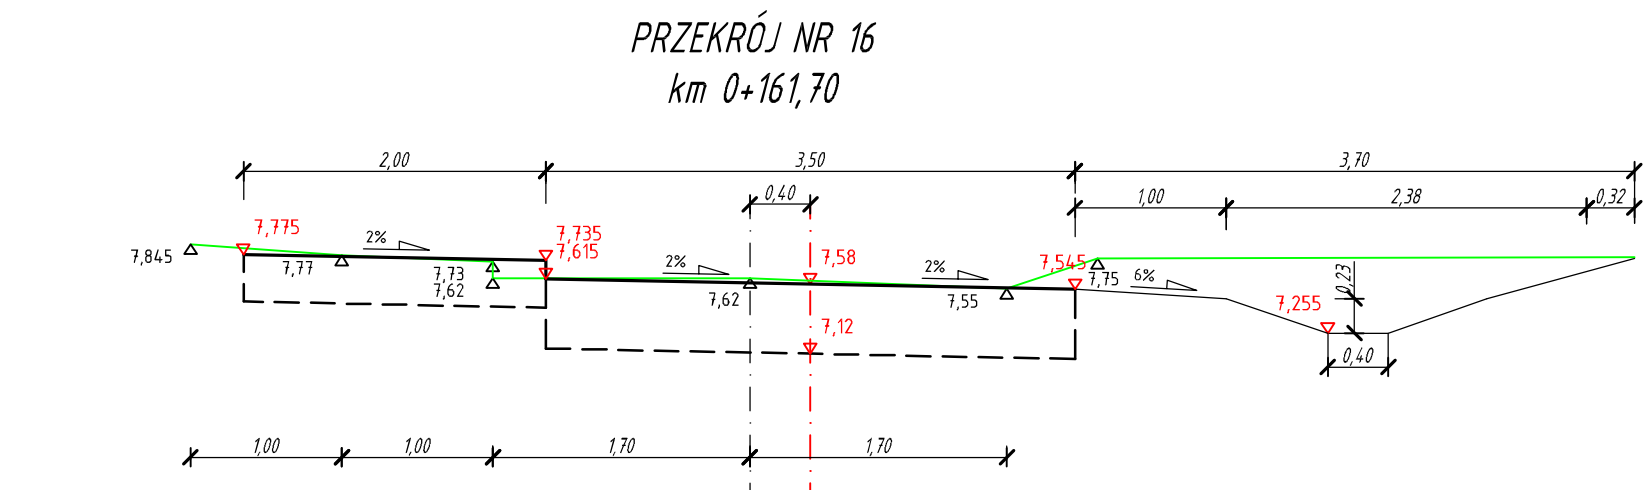 PRZEKRÓJ NR 16
km 0+161,70
2,00 3,50 3,70
0,40 1,00 2,38 0,32
7,775 7,735
7,615
7,845 2% 7,77 7,73
7,62
2% 7,58 2% 7,545
7,62 7,55 7,75 6% 0,23
7,255
7,12
0,40
1,00 1,00 1,70 1,70